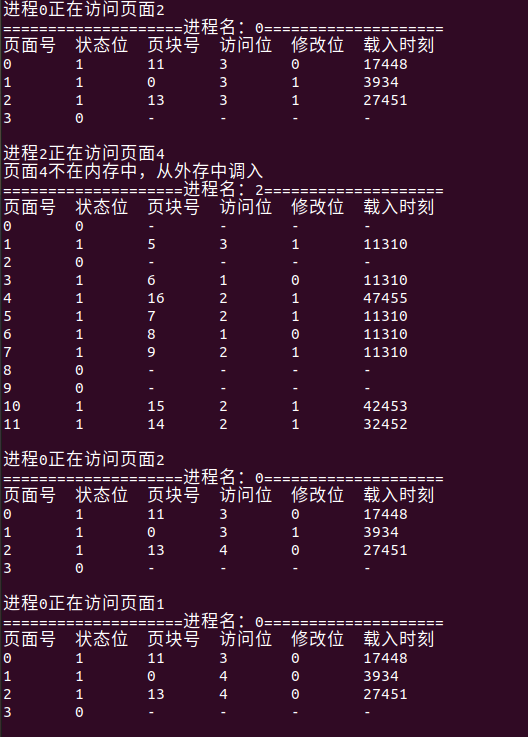 进程0正在访问页面2
====================进程名：0====================
页面号 状态位 页块号 访问位 修改位 载入时刻
0 1 11 3 0 17448
1 1 0 3 1 3934
2 1 13 3 1 27451
3 0 - - - -
进程2正在访问页面4
页面4不在内存中，从外存中调入
====================进程名：2====================
页面号 状态位 页块号 访问位 修改位 载入时刻
0 0 - - - -
1 1 5 3 1 11310
2 0 - - - -
3 1 6 1 0 11310
4 1 16 2 1 47455
5 1 7 2 1 11310
6 1 8 1 0 11310
7 1 9 2 1 11310
8 0 - - - -
9 0 - - - -
10 1 15 2 1 42453
11 1 14 2 1 32452
进程0正在访问页面2
====================进程名：0====================
页面号 状态位 页块号 访问位 修改位 载入时刻
0 1 11 3 0 17448
1 1 0 3 1 3934
2 1 13 4 0 27451
3 0 - - - -
进程0正在访问页面1
====================进程名：0====================
页面号 状态位 页块号 访问位 修改位 载入时刻
0 1 11 3 0 17448
1 1 0 4 0 3934
2 1 13 4 0 27451
3 0 - - - -